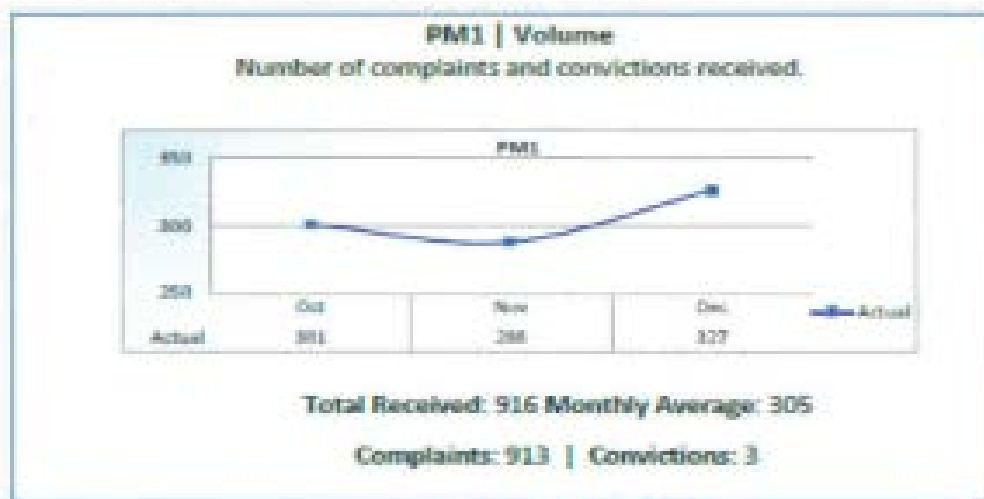 PM1 | Volume
Number of complaints and convictions received.
PM1
350
300
250
Oct Nov Dec
Actual
Actual 301 288 327
Total Received: 916 Monthly Average: 305
Complaints: 913 | Convictions: 3